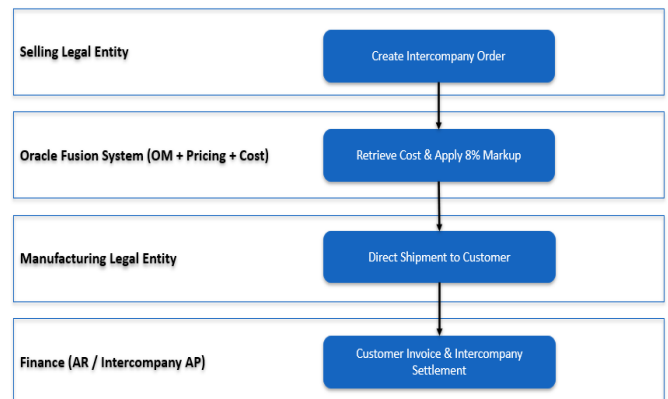 Selling Legal Entity
Create Intercompany Order
Oracle Fusion System (OM + Pricing + Cost)
Retrieve Cost & Apply 8% Markup
Manufacturing Legal Entity
Direct Shipment to Customer
Finance (AR / Intercompany AP)
Customer Invoice & Intercompany
Settlement